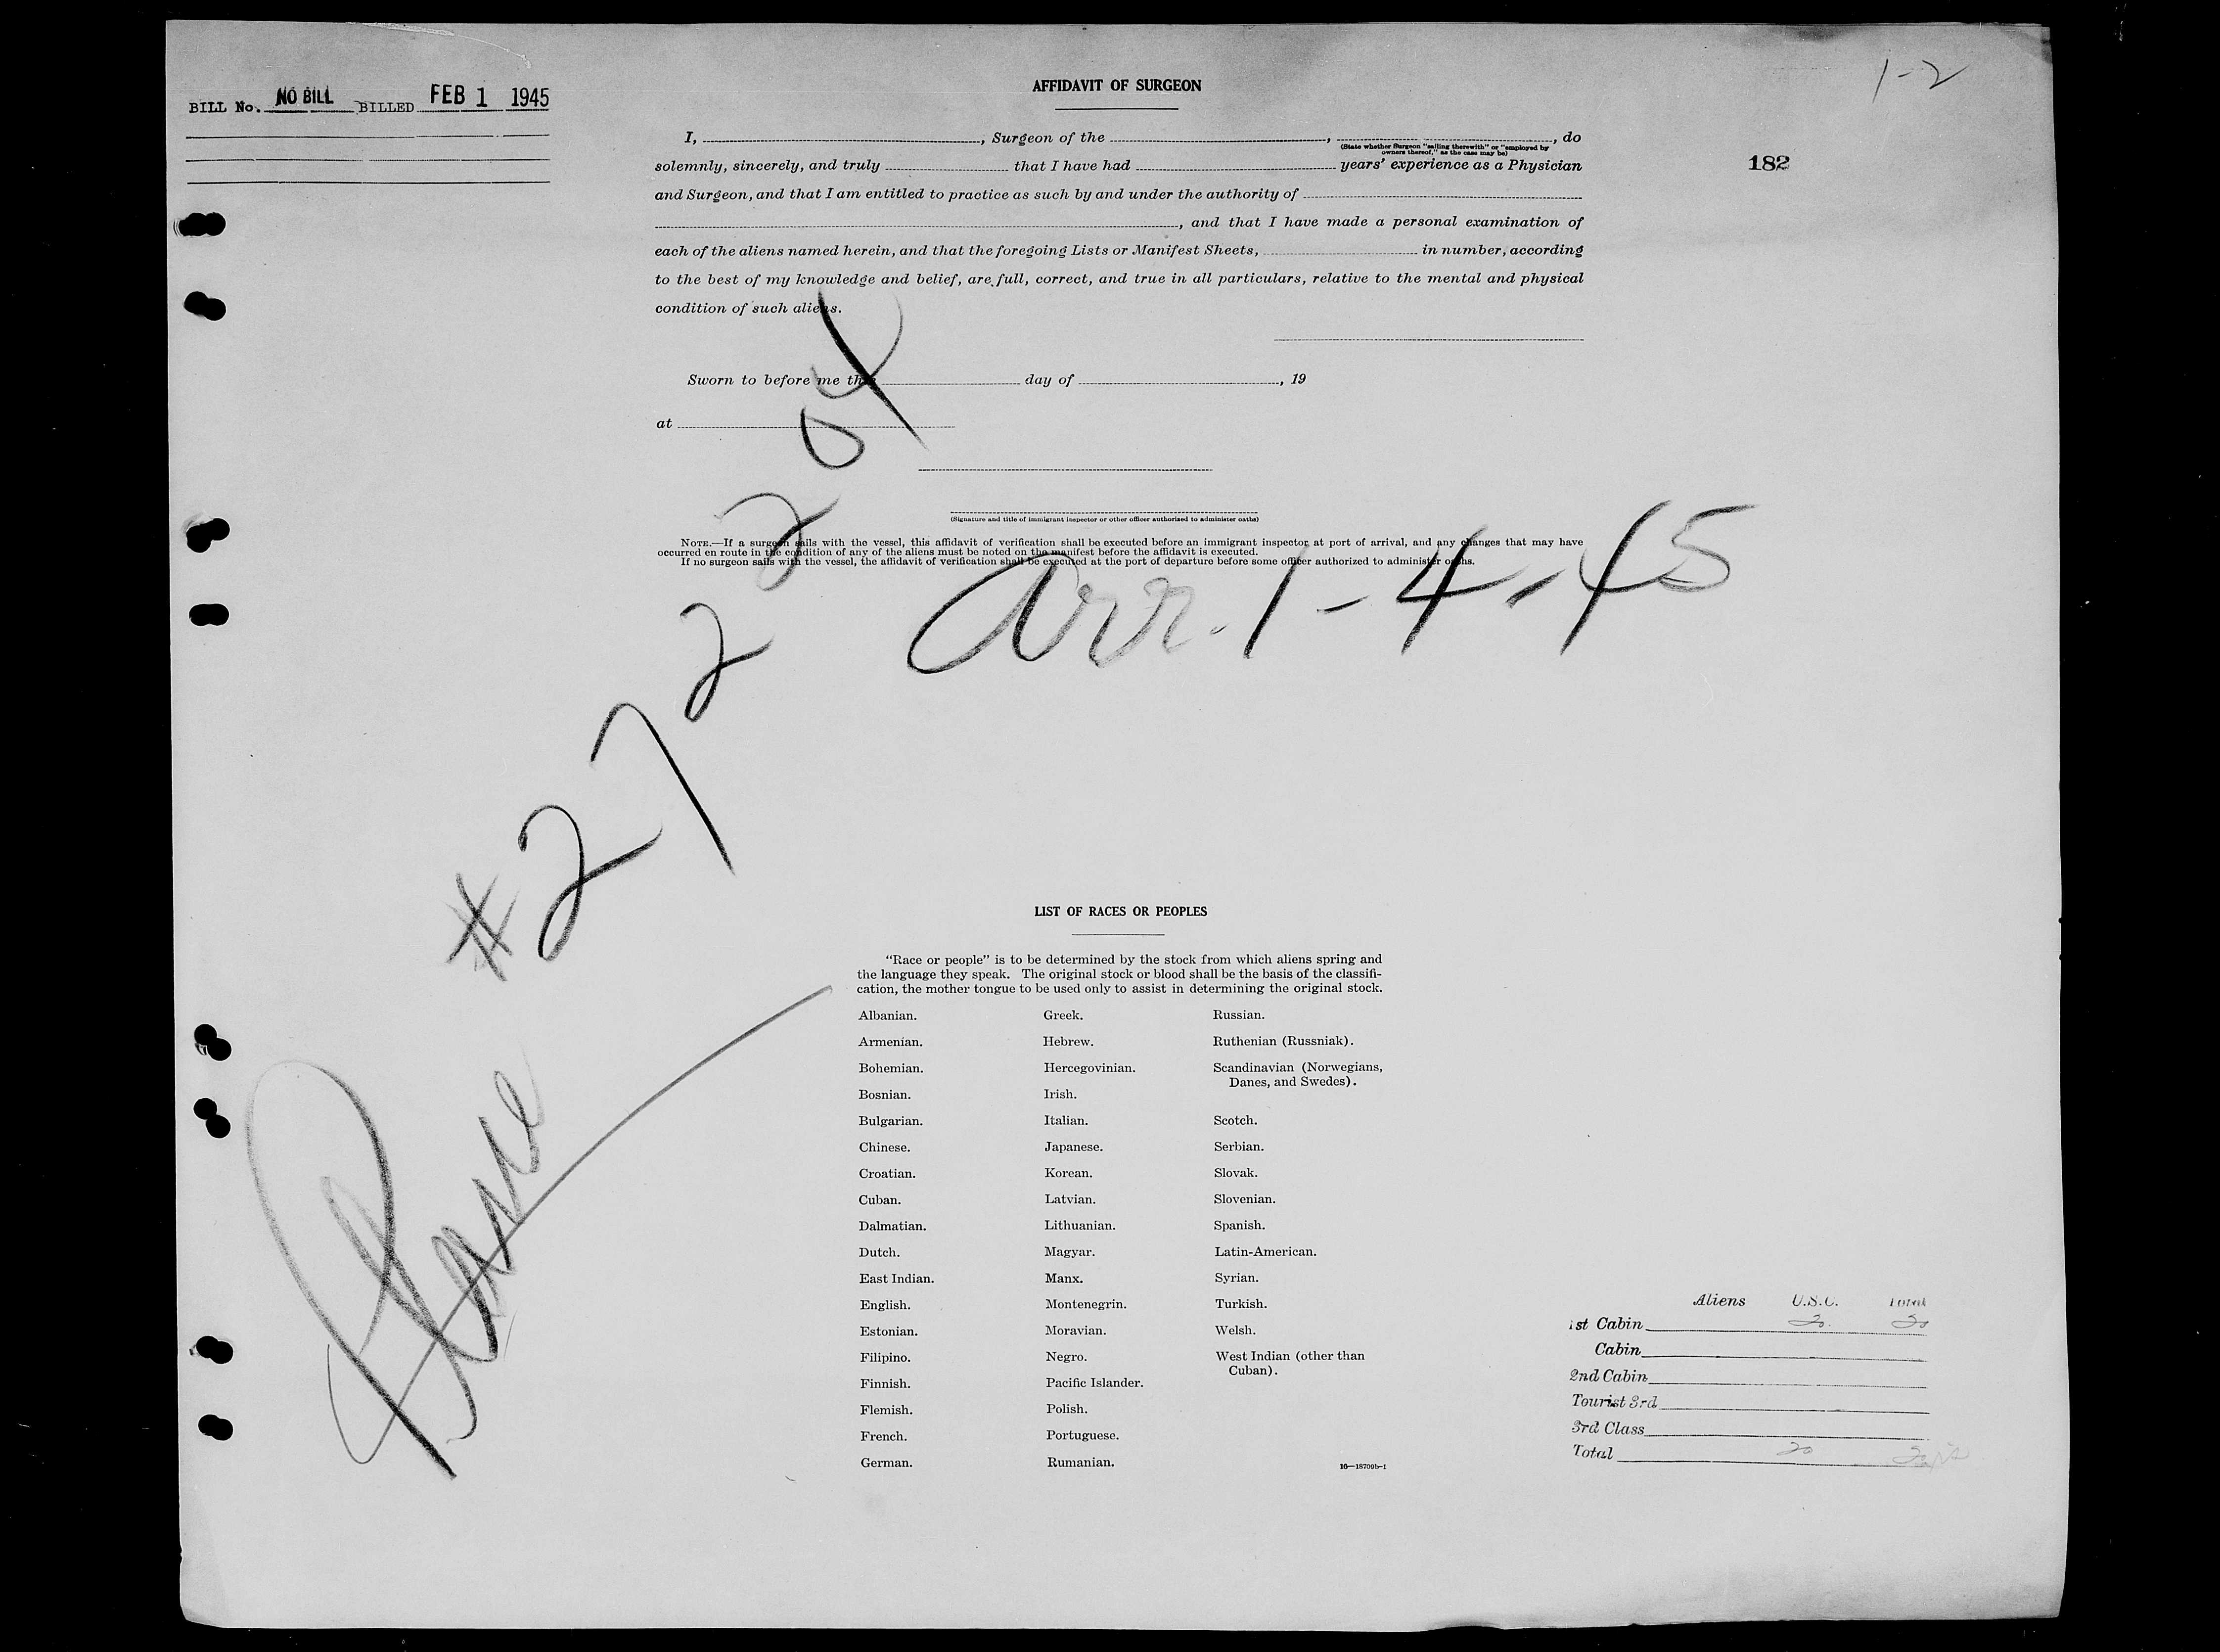 1-2
BILL No. NO BILL BILLED FEB 1 1945
182
AFFIDAVIT OF SURGEON
I, , Surgeon of the , , do
(State whether Surgeon "sailing therewith" or "employed by
owners thereof," as the case may be)
solemnly, sincerely, and truly that I have had years' experience as a Physician
and Surgeon, and that I am entitled to practice as such by and under the authority of
, and that I have made a personal examination of
each of the aliens named herein, and that the foregoing Lists or Manifest Sheets, in number, according
to the best of my knowledge and belief, are full, correct, and true in all particulars, relative to the mental and physical
condition of such aliens.
Sworn to before me this day of , 19
at
(Signature and title of immigrant inspector or other officer authorized to administer oaths)
NOTE.—If a surgeon sails with the vessel, this affidavit of verification shall be executed before an immigrant inspector at port of arrival, and any changes that may have
occurred en route in the condition of any of the aliens must be noted on the manifest before the affidavit is executed.
If no surgeon sails with the vessel, the affidavit of verification shall be executed at the port of departure before some officer authorized to administer oaths.
Arr. 1-4-45
#272204
Plane
LIST OF RACES OR PEOPLES
"Race or people" is to be determined by the stock from which aliens spring and
the language they speak. The original stock or blood shall be the basis of the classifi-
cation, the mother tongue to be used only to assist in determining the original stock.
Albanian.
Armenian.
Bohemian.
Bosnian.
Bulgarian.
Chinese.
Croatian.
Cuban.
Dalmatian.
Dutch.
East Indian.
English.
Estonian.
Filipino.
Finnish.
Flemish.
French.
German.
Greek.
Hebrew.
Hercegovinian.
Irish.
Italian.
Japanese.
Korean.
Latvian.
Lithuanian.
Magyar.
Manx.
Montenegrin.
Moravian.
Negro.
Pacific Islander.
Polish.
Portuguese.
Rumanian.
Russian.
Ruthenian (Russniak).
Scandinavian (Norwegians,
Danes, and Swedes).
Scotch.
Serbian.
Slovak.
Slovenian.
Spanish.
Latin-American.
Syrian.
Turkish.
Welsh.
West Indian (other than
Cuban).
16—18709b-1
Aliens U.S.C. Total
1st Cabin 20 20
Cabin
2nd Cabin
Tourist 3rd
3rd Class
Total 20